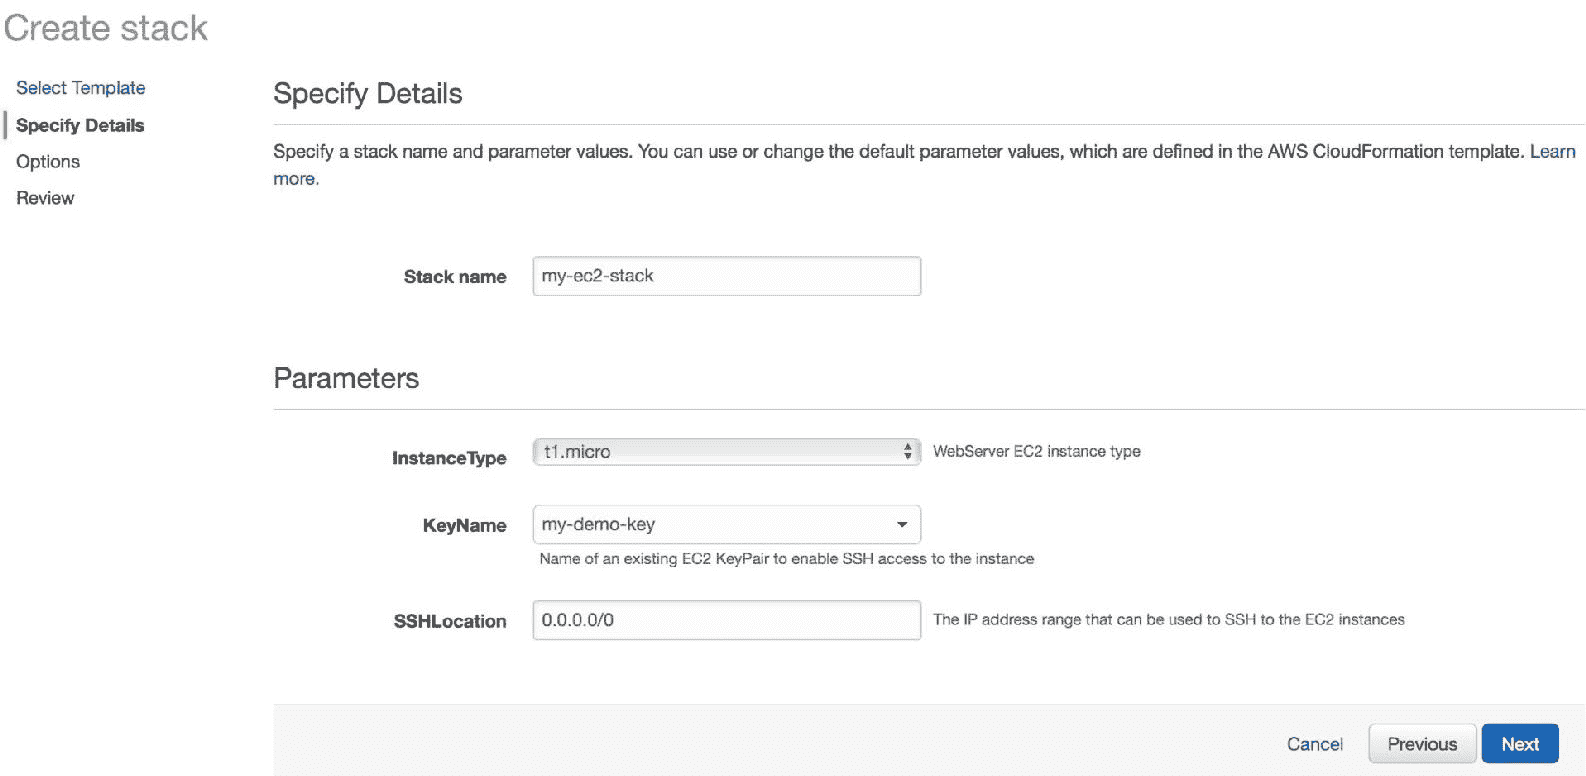 Create stack
Select Template
Specify Details
Options
Review
Specify Details
Specify a stack name and parameter values. You can use or change the default parameter values, which are defined in the AWS CloudFormation template. Learn
more.
Stack name my-ec2-stack
Parameters
InstanceType t1.micro WebServer EC2 instance type
KeyName my-demo-key
Name of an existing EC2 KeyPair to enable SSH access to the instance
SSHLocation 0.0.0.0/0 The IP address range that can be used to SSH to the EC2 instances
Cancel Previous Next